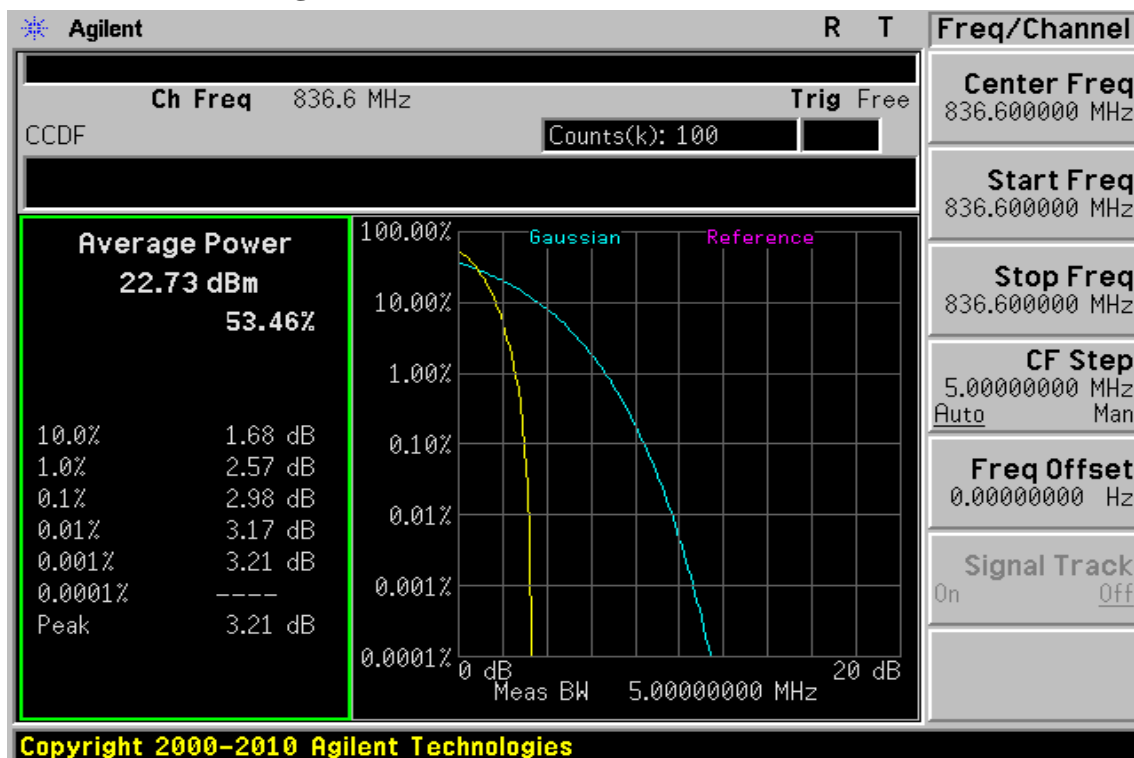 Agilent R T
Freq/Channel
Ch Freq 836.6 MHz Trig Free
CCDF Counts(k): 100
Average Power
22.73 dBm
53.46%
10.0% 1.68 dB
1.0% 2.57 dB
0.1% 2.98 dB
0.01% 3.17 dB
0.001% 3.21 dB
0.0001% ----
Peak 3.21 dB
Gaussian Reference
100.00%
10.00%
1.00%
0.10%
0.01%
0.001%
0.0001%
0 dB 20 dB
Meas BW 5.00000000 MHz
Center Freq
836.600000 MHz
Start Freq
836.600000 MHz
Stop Freq
836.600000 MHz
CF Step
5.00000000 MHz
Auto Man
Freq Offset
0.00000000 Hz
Signal Track
On Off
Copyright 2000-2010 Agilent Technologies